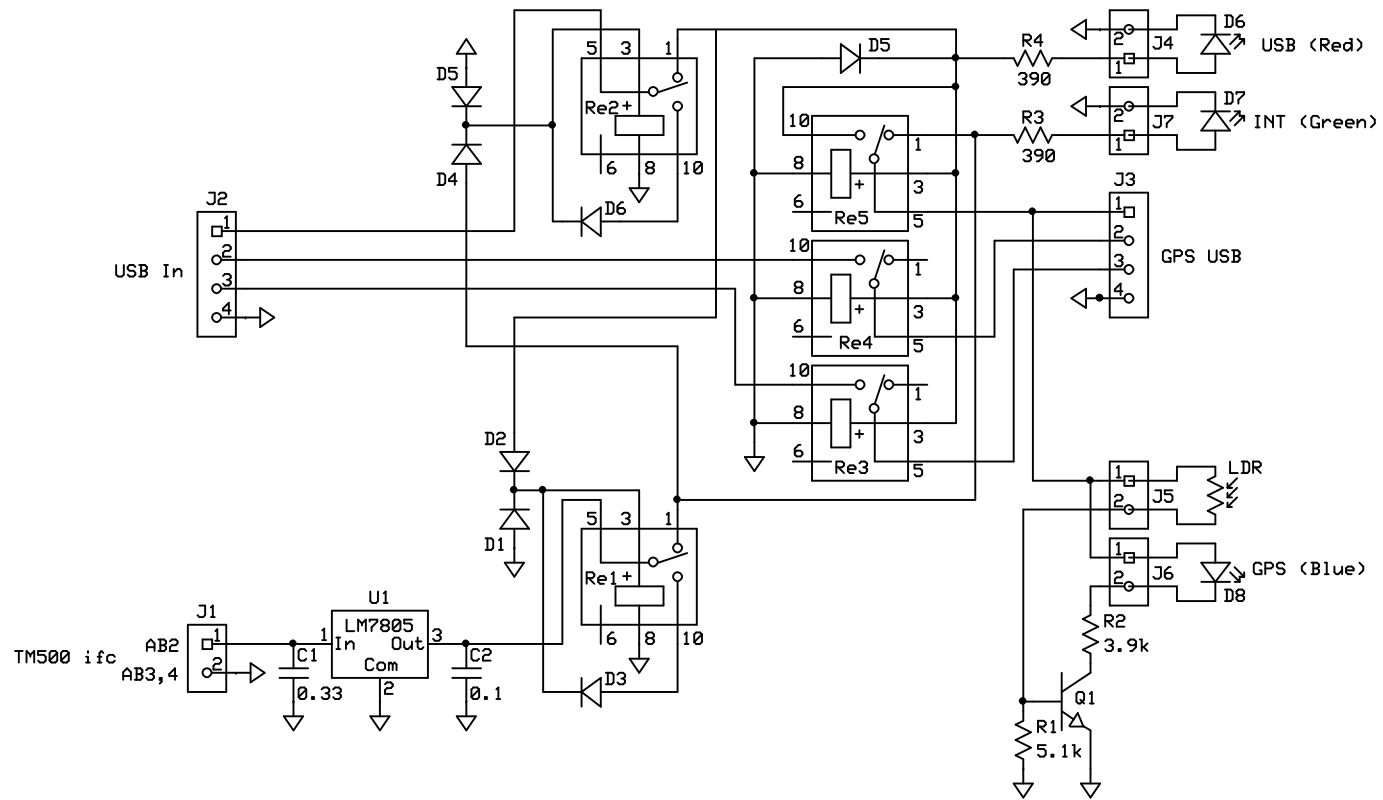 5 3 1
D5
Re2 +
6 8 10
D4
D6
J2
1
2
3
4
USB In
D5
R4
390
J4
2
1
D6
USB (Red)
R3
390
J7
2
1
D7
INT (Green)
10
1
8
3
+
6
Re5
5
J3
1
2
3
4
GPS USB
10
1
8
3
+
6
Re4
5
10
1
8
3
+
6
Re3
5
D2
D1
5 3 1
Re1 +
6 8 10
D3
LDR
1
2
J5
1
2
J6
GPS (Blue)
D8
R2
3.9k
Q1
R1
5.1k
J1
TM500 ifc
AB2
AB3,4
1
2
U1
LM7805
1 In Out 3
Com
2
C1
0.33
C2
0.1